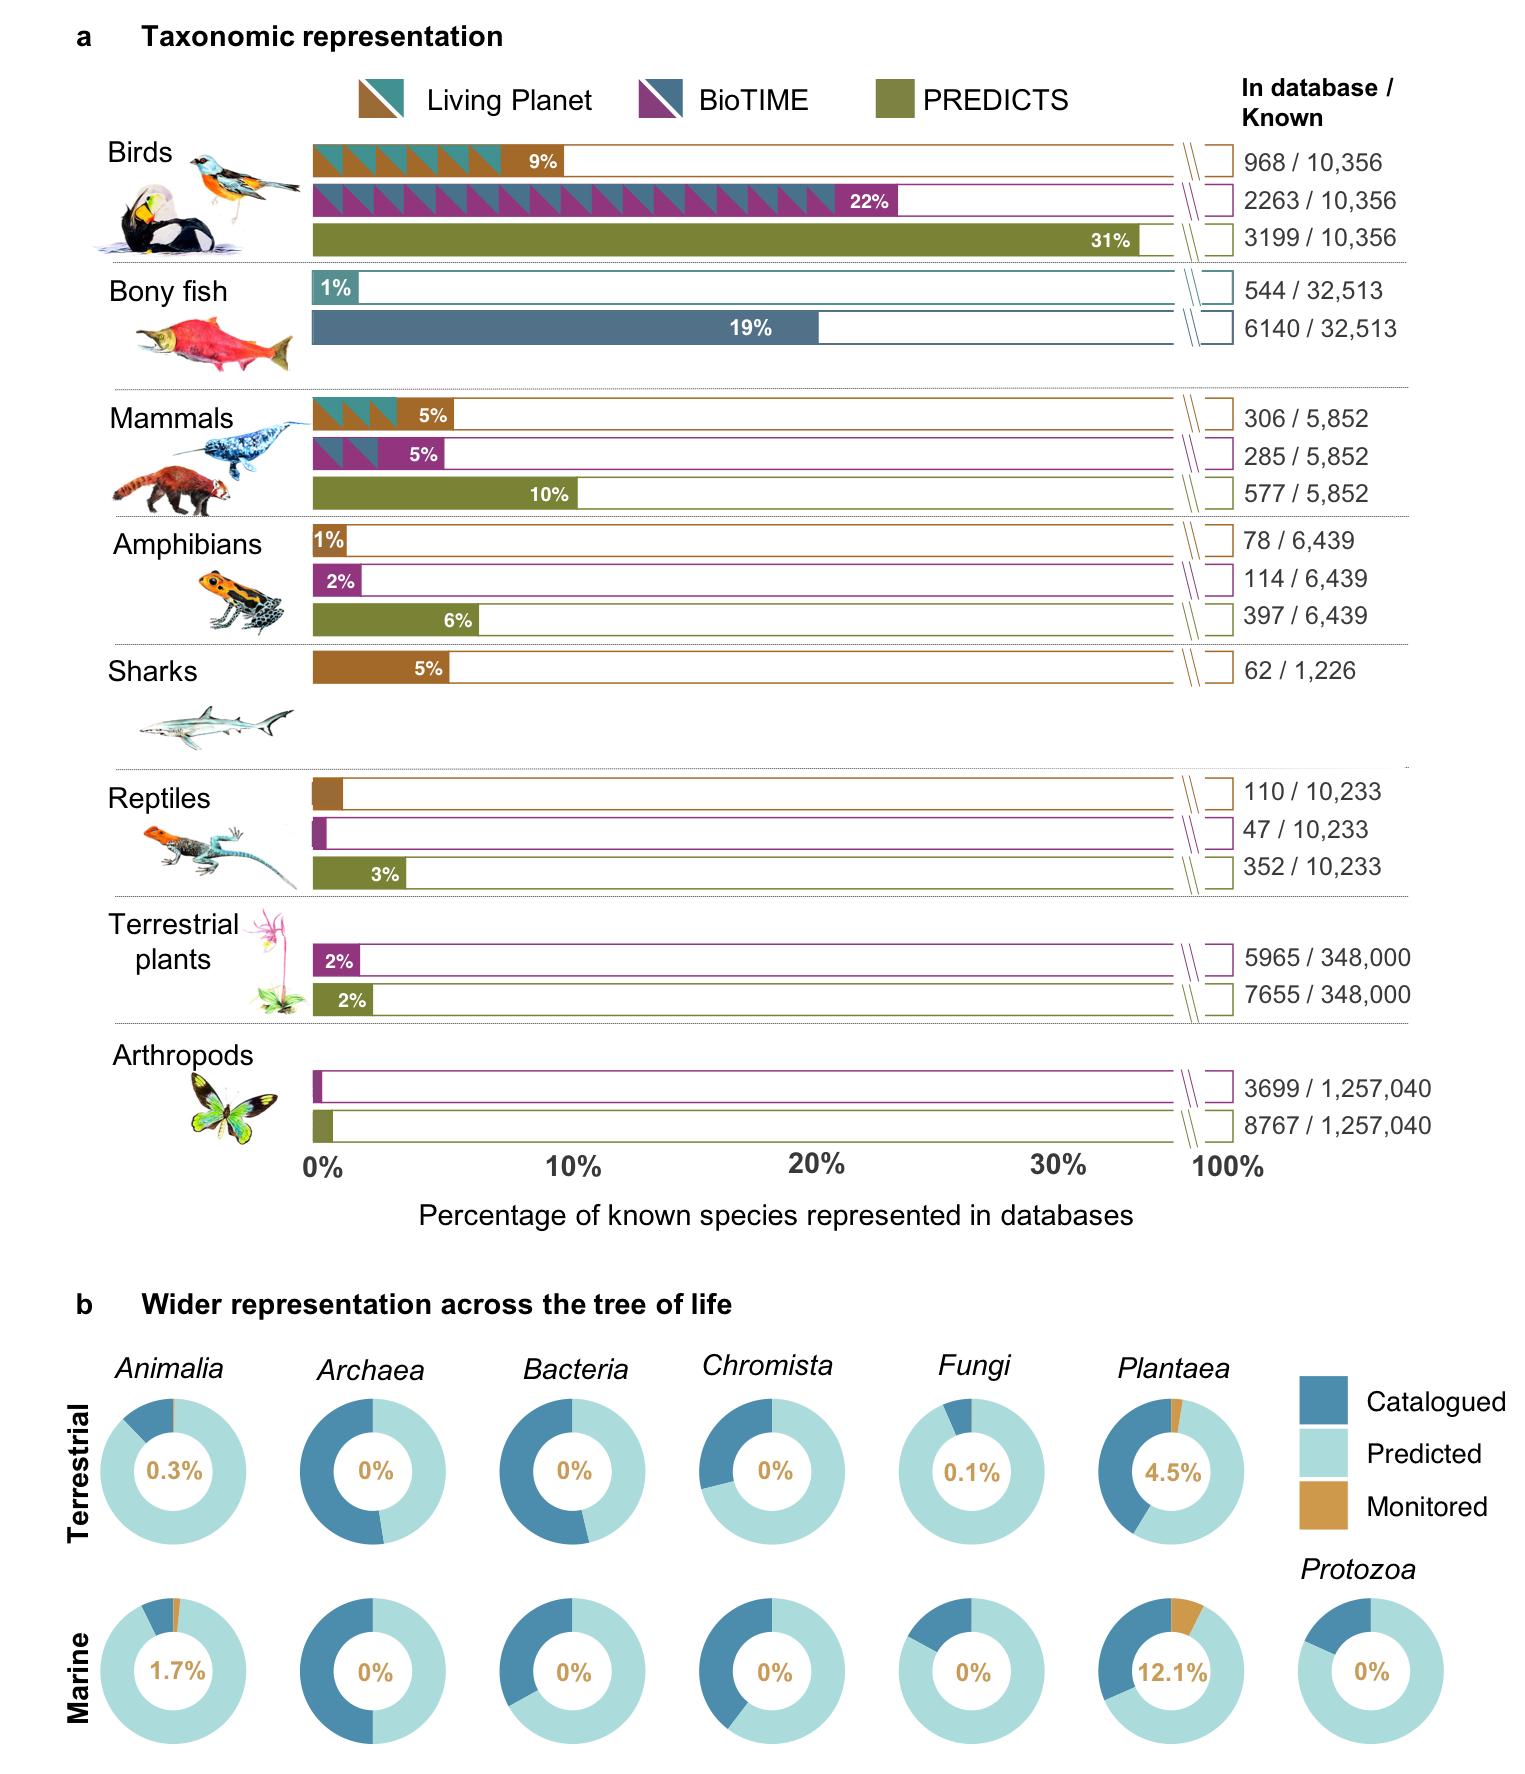 a Taxonomic representation
Living Planet BioTIME PREDICTS
In database /
Known
Birds
9% 968 / 10,356
22% 2263 / 10,356
31% 3199 / 10,356
Bony fish
1% 544 / 32,513
19% 6140 / 32,513
Mammals
5% 306 / 5,852
5% 285 / 5,852
10% 577 / 5,852
Amphibians
1% 78 / 6,439
2% 114 / 6,439
6% 397 / 6,439
Sharks
5% 62 / 1,226
Reptiles
110 / 10,233
47 / 10,233
3% 352 / 10,233
Terrestrial
plants
2% 5965 / 348,000
2% 7655 / 348,000
Arthropods
3699 / 1,257,040
8767 / 1,257,040
0% 10% 20% 30% 100%
Percentage of known species represented in databases
b Wider representation across the tree of life
Animalia Archaea Bacteria Chromista Fungi Plantaea
Terrestrial
0.3% 0% 0% 0% 0.1% 4.5%
Catalogued
Predicted
Monitored
Protozoa
Marine
1.7% 0% 0% 0% 0% 12.1% 0%